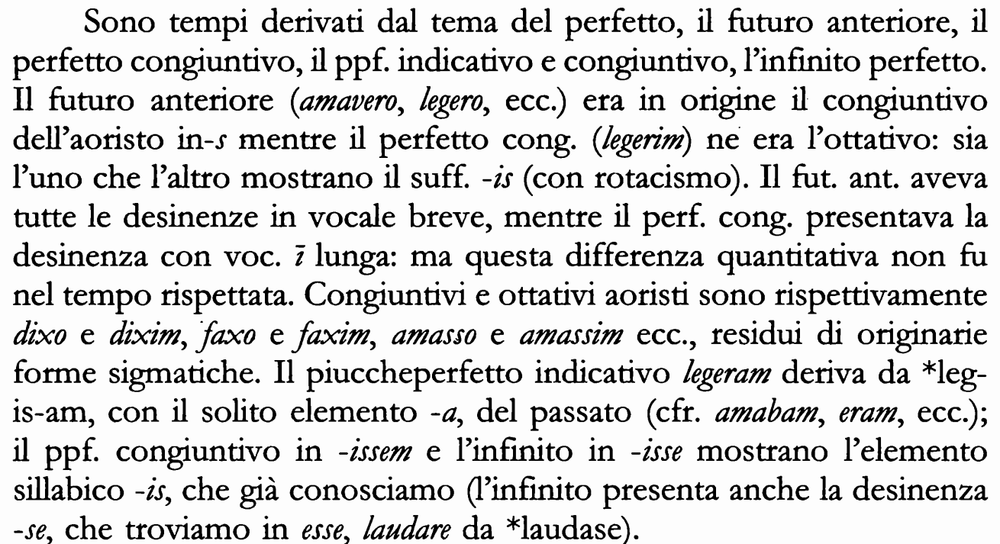 Sono tempi derivati dal tema del perfetto, il futuro anteriore, il
perfetto congiuntivo, il ppf. indicativo e congiuntivo, l'infinito perfetto.
Il futuro anteriore (amavero, legero, ecc.) era in origine il congiuntivo
dell'aoristo in-s mentre il perfetto cong. (legerim) ne era l'ottativo: sia
l'uno che l'altro mostrano il suff. -is (con rotacismo). Il fut. ant. aveva
tutte le desinenze in vocale breve, mentre il perf. cong. presentava la
desinenza con voc. ī lunga: ma questa differenza quantitativa non fu
nel tempo rispettata. Congiuntivi e ottativi aoristi sono rispettivamente
dixo e dixim, faxo e faxim, amasso e amassim ecc., residui di originarie
forme sigmatiche. Il piuccheperfetto indicativo legeram deriva da *leg-
is-am, con il solito elemento -a, del passato (cfr. amabam, eram, ecc.);
il ppf. congiuntivo in -issem e l'infinito in -isse mostrano l'elemento
sillabico -is, che già conosciamo (l'infinito presenta anche la desinenza
-se, che troviamo in esse, laudare da *laudase).